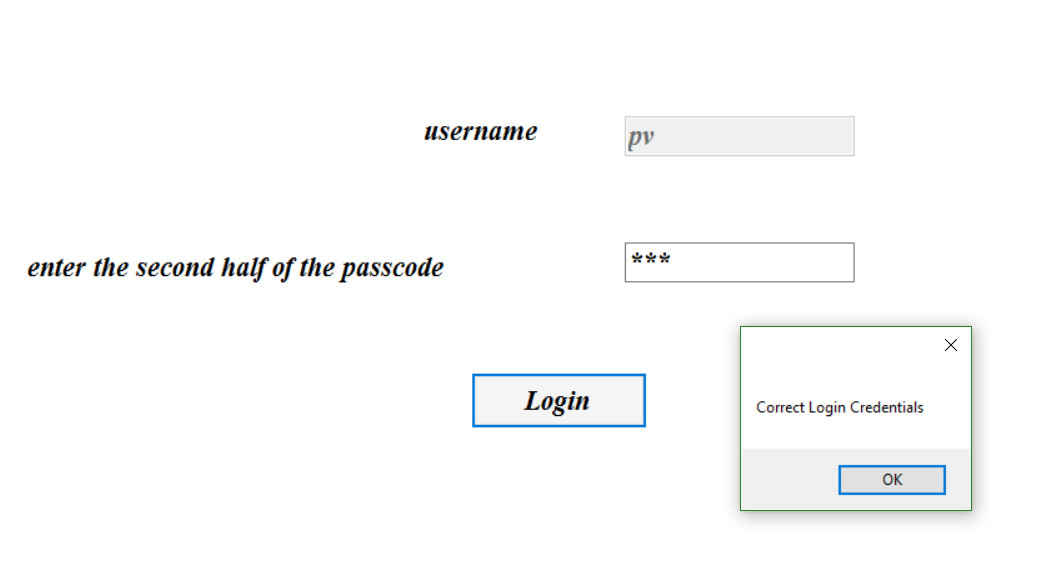 username
pv
enter the second half of the passcode
***
Login
Correct Login Credentials
OK